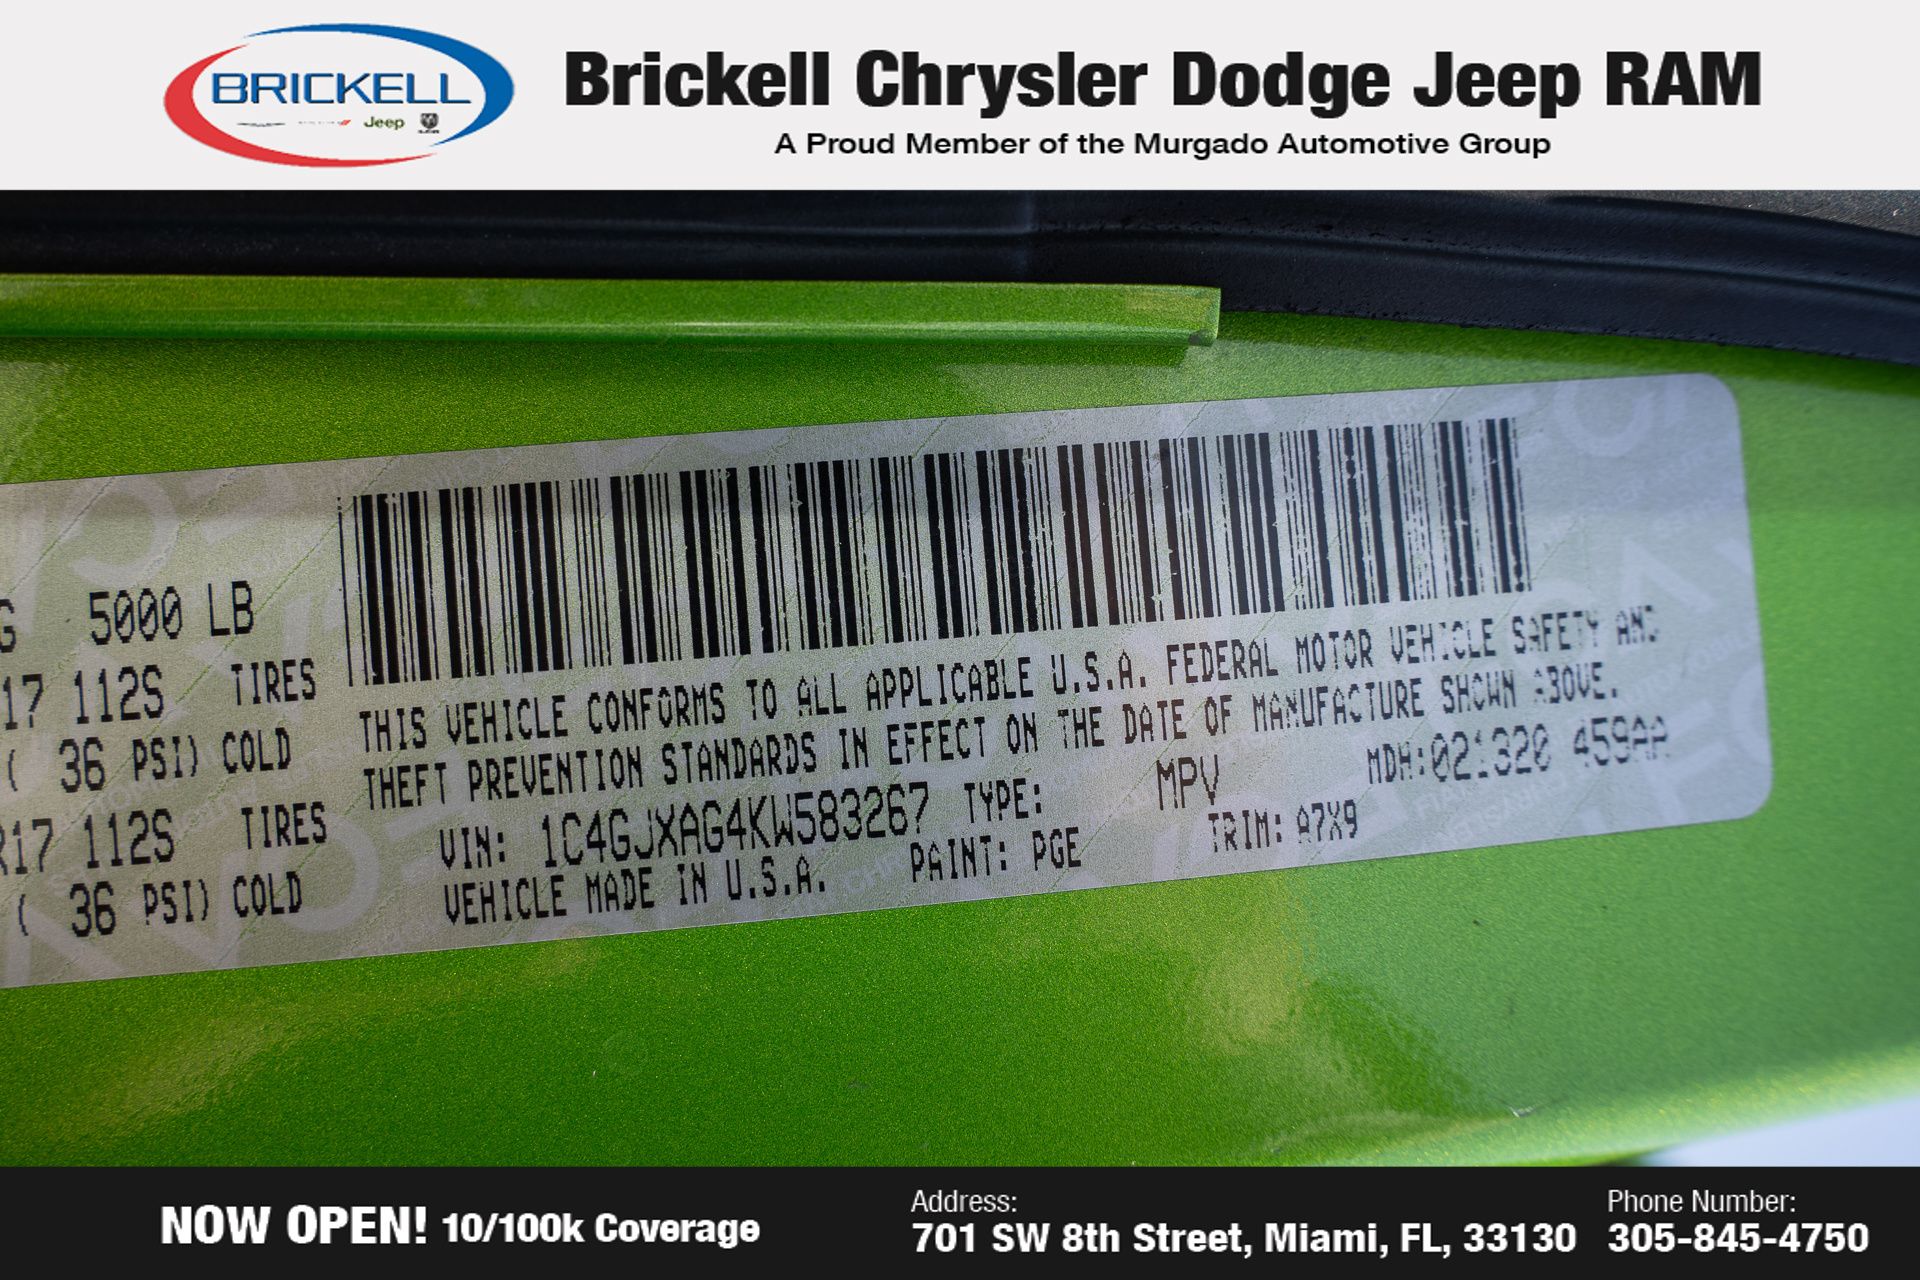 BRICKELL
Jeep
Brickell Chrysler Dodge Jeep RAM
A Proud Member of the Murgado Automotive Group
G 5000 LB
17 112S TIRES
( 36 PSI) COLD
R17 112S TIRES
( 36 PSI) COLD
THIS VEHICLE CONFORMS TO ALL APPLICABLE U.S.A. FEDERAL MOTOR VEHICLE SAFETY AND
THEFT PREVENTION STANDARDS IN EFFECT ON THE DATE OF MANUFACTURE SHOWN ABOVE.
VIN: 1C4GJXAG4KW583267 TYPE: MPV MDH:021320 459AA
VEHICLE MADE IN U.S.A. PAINT: PGE TRIM: A7X9
NOW OPEN! 10/100k Coverage
Address:
701 SW 8th Street, Miami, FL, 33130
Phone Number:
305-845-4750